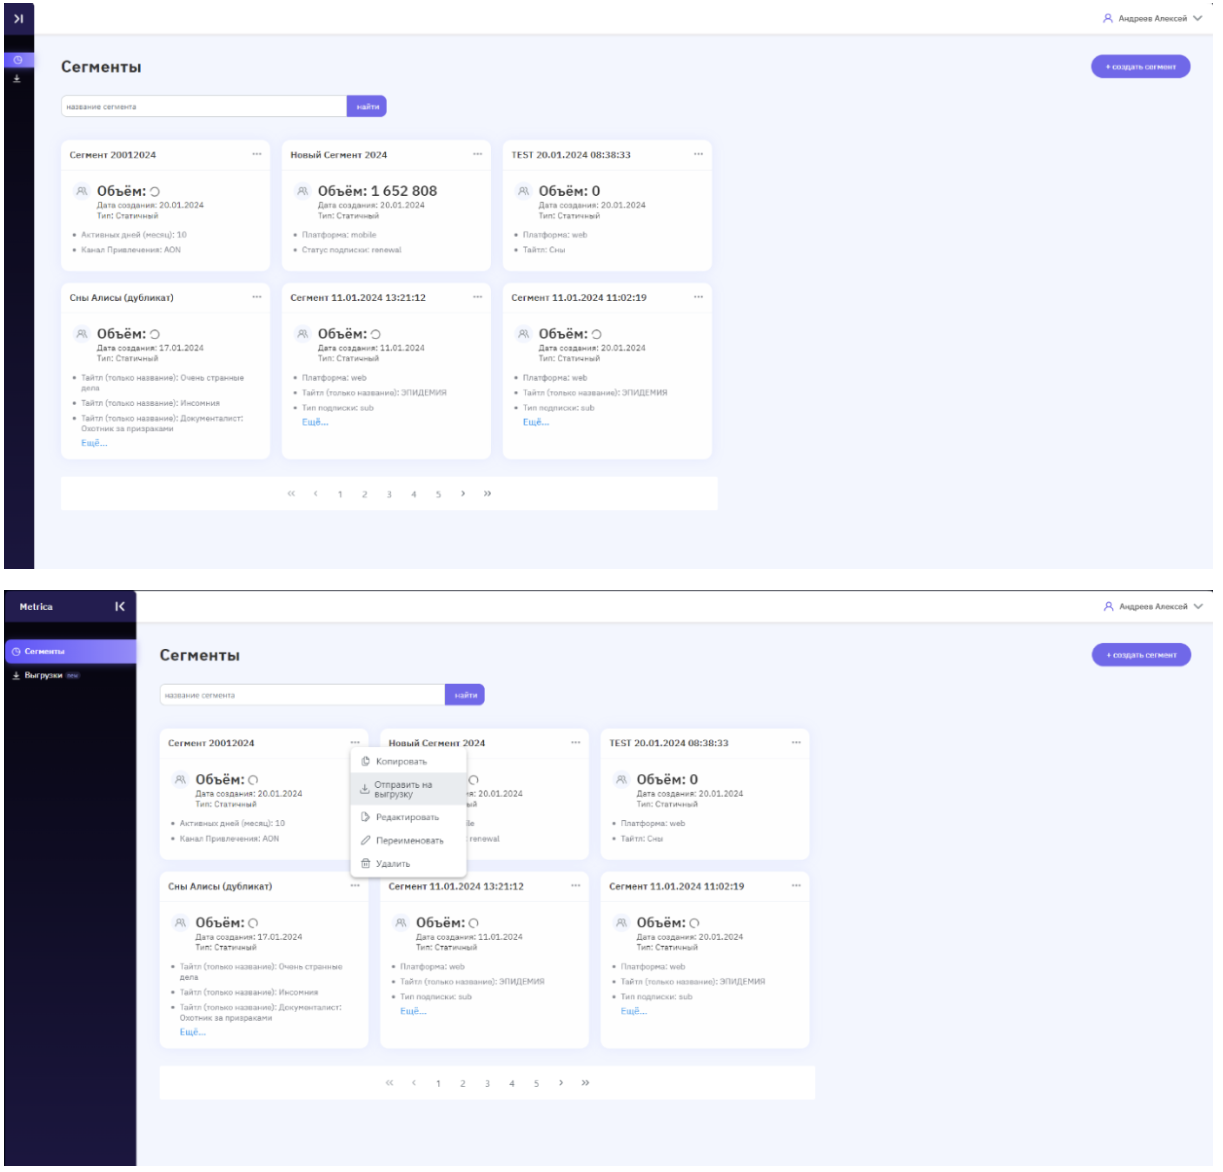 Андреев Алексей
Сегменты
+ создать сегмент
название сегмента
найти
Сегмент 20012024
Объём:
Дата создания: 20.01.2024
Тип: Статичный
Активных дней (месяц): 10
Канал Привлечения: AON
Новый Сегмент 2024
Объём: 1 652 808
Дата создания: 20.01.2024
Тип: Статичный
Платформа: mobile
Статус подписки: renewal
TEST 20.01.2024 08:38:33
Объём: 0
Дата создания: 20.01.2024
Тип: Статичный
Платформа: web
Тайтл: Сны
Сны Алисы (дубликат)
Объём:
Дата создания: 17.01.2024
Тип: Статичный
Тайтл (только название): Очень странные
дела
Тайтл (только название): Инсомния
Тайтл (только название): Документалист:
Охотник за призраками
Ещё...
Сегмент 11.01.2024 13:21:12
Объём:
Дата создания: 11.01.2024
Тип: Статичный
Платформа: web
Тайтл (только название): ЭПИДЕМИЯ
Тип подписки: sub
Ещё...
Сегмент 11.01.2024 11:02:19
Объём:
Дата создания: 20.01.2024
Тип: Статичный
Платформа: web
Тайтл (только название): ЭПИДЕМИЯ
Тип подписки: sub
Ещё...
« ‹ 1 2 3 4 5 › »
Metrica
Андреев Алексей
Сегменты
Выгрузки new
Сегменты
+ создать сегмент
название сегмента
найти
Сегмент 20012024
Объём:
Дата создания: 20.01.2024
Тип: Статичный
Активных дней (месяц): 10
Канал Привлечения: AON
Копировать
Отправить на
выгрузку
Редактировать
Переименовать
Удалить
Новый Сегмент 2024
20.01.2024
renewal
TEST 20.01.2024 08:38:33
Объём: 0
Дата создания: 20.01.2024
Тип: Статичный
Платформа: web
Тайтл: Сны
Сны Алисы (дубликат)
Объём:
Дата создания: 17.01.2024
Тип: Статичный
Тайтл (только название): Очень странные
дела
Тайтл (только название): Инсомния
Тайтл (только название): Документалист:
Охотник за призраками
Ещё...
Сегмент 11.01.2024 13:21:12
Объём:
Дата создания: 11.01.2024
Тип: Статичный
Платформа: web
Тайтл (только название): ЭПИДЕМИЯ
Тип подписки: sub
Ещё...
Сегмент 11.01.2024 11:02:19
Объём:
Дата создания: 20.01.2024
Тип: Статичный
Платформа: web
Тайтл (только название): ЭПИДЕМИЯ
Тип подписки: sub
Ещё...
« ‹ 1 2 3 4 5 › »